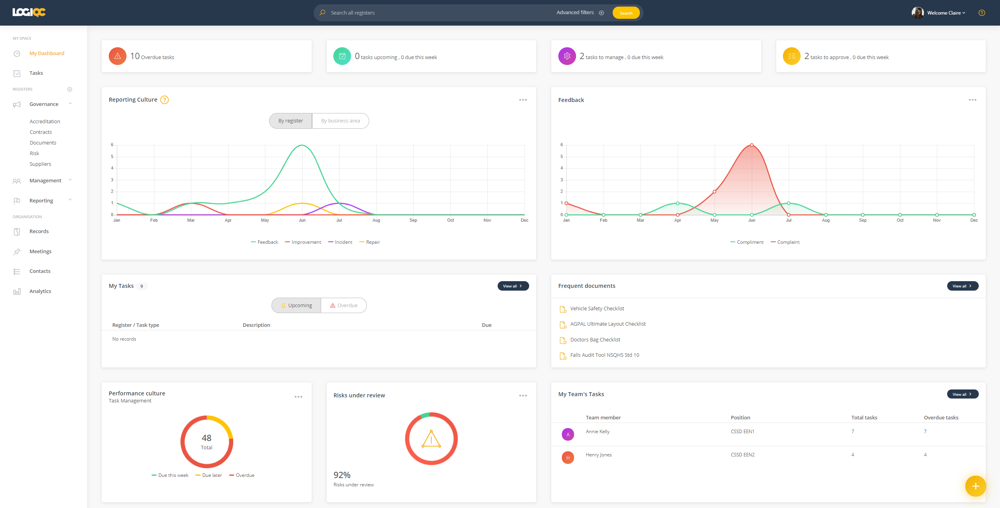 LOGIQC
Search all registers
Advanced filters
Search
Welcome Claire
?
MY SPACE
My Dashboard
Tasks
REGISTERS
Governance
Accreditation
Contracts
Documents
Risk
Suppliers
Management
Reporting
ORGANISATION
Records
Meetings
Contacts
Analytics
10 Overdue tasks
0 tasks upcoming , 0 due this week
2 tasks to manage , 0 due this week
2 tasks to approve , 0 due this week
Reporting Culture ?
By register By business area
6
5
4
3
2
1
0
Jan Feb Mar Apr May Jun Jul Aug Sep Oct Nov Dec
Feedback Improvement Incident Repair
Feedback
6
5
4
3
2
1
0
Jan Feb Mar Apr May Jun Jul Aug Sep Oct Nov Dec
Compliment Complaint
My Tasks 9
View all
Upcoming Overdue
Register / Task type Description Due
No records
Frequent documents
View all
Vehicle Safety Checklist
AGPAL Ultimate Layout Checklist
Doctors Bag Checklist
Falls Audit Tool NSQHS Std 10
Performance culture
Task Management
48
Total
Due this week Due later Overdue
Risks under review
92%
Risks under review
My Team's Tasks
View all
Team member Position Total tasks Overdue tasks
A Annie Kelly CSSD EEN1 7 7
H Henry Jones CSSD EEN2 4 4